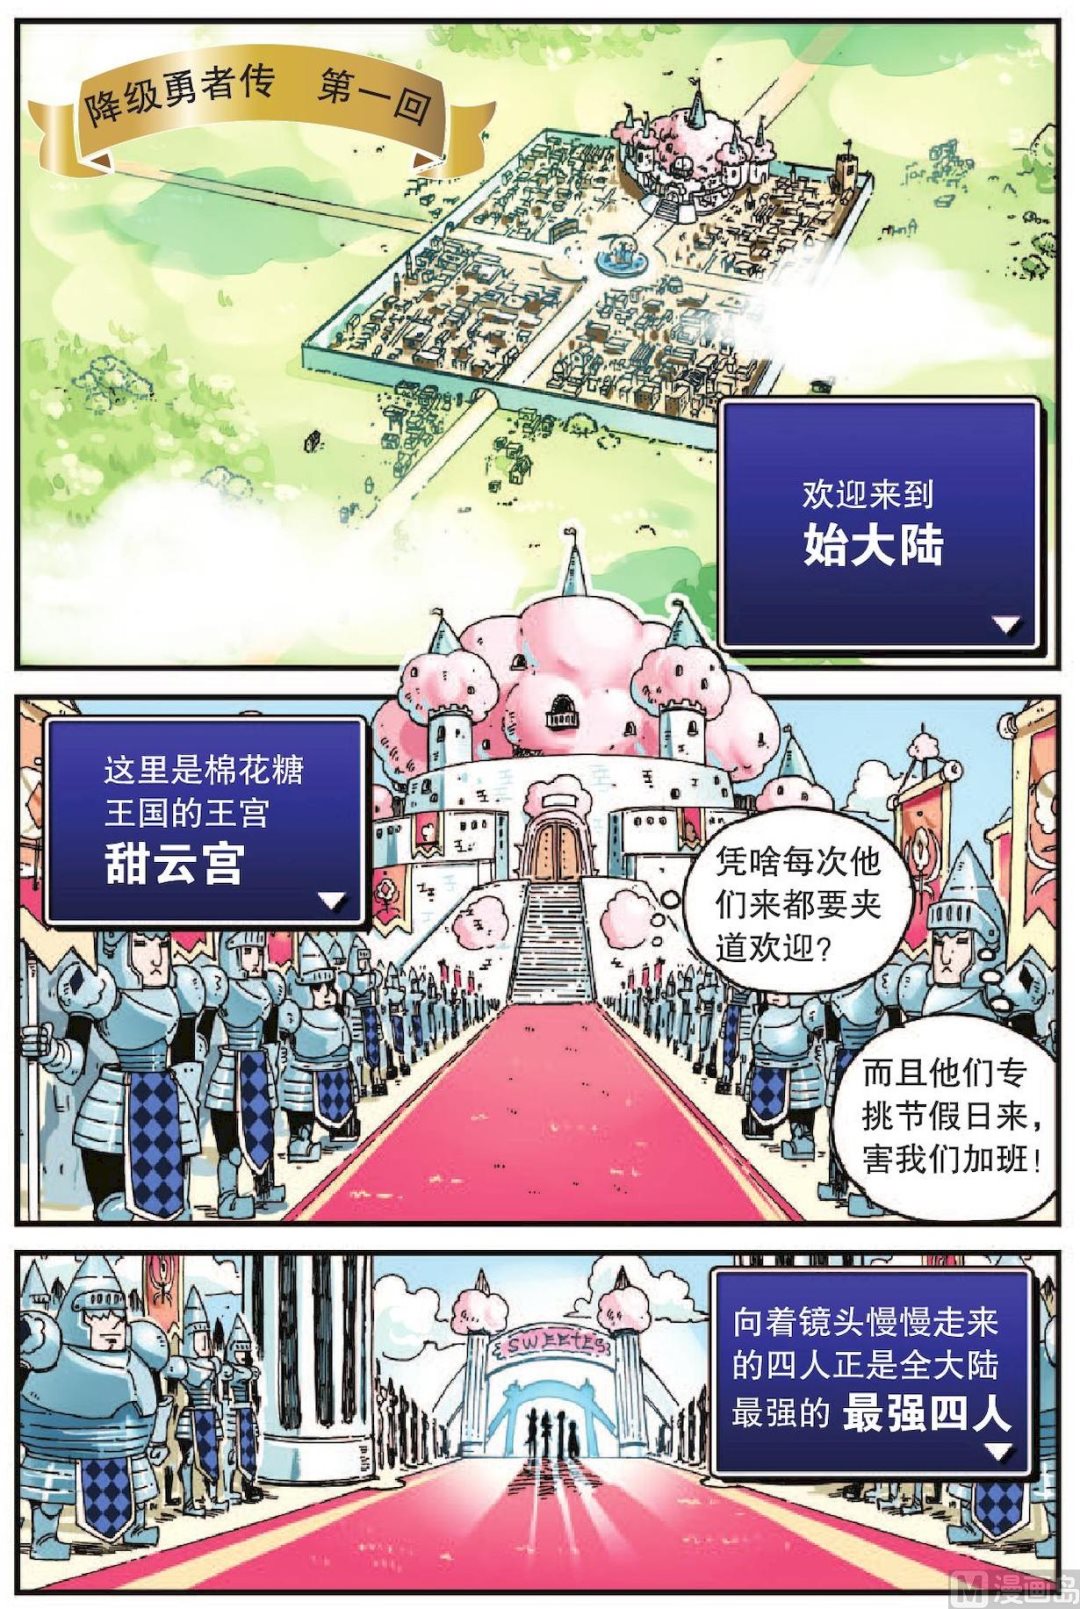 降级勇者传 第一回
欢迎来到
始大陆
这里是棉花糖
王国的王宫
甜云宫
凭啥每次他
们来都要夹
道欢迎?
而且他们专
挑节假日来,
害我们加班!
SWEETES
向着镜头慢慢走来
的四人正是全大陆
最强的 最强四人
M 漫画岛